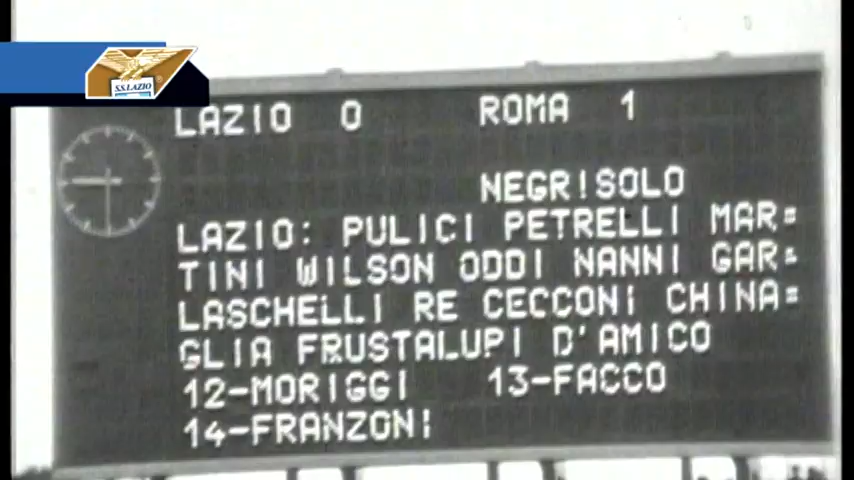 S.S.LAZIO
LAZIO 0 ROMA 1
NEGRISOLO
LAZIO: PULICI PETRELLI MAR=
TINI WILSON ODDI NANNI GAR=
LASCHELLI RE CECCONI CHINA=
GLIA FRUSTALUPI D'AMICO
12-MORIGGI 13-FACCO
14-FRANZONI